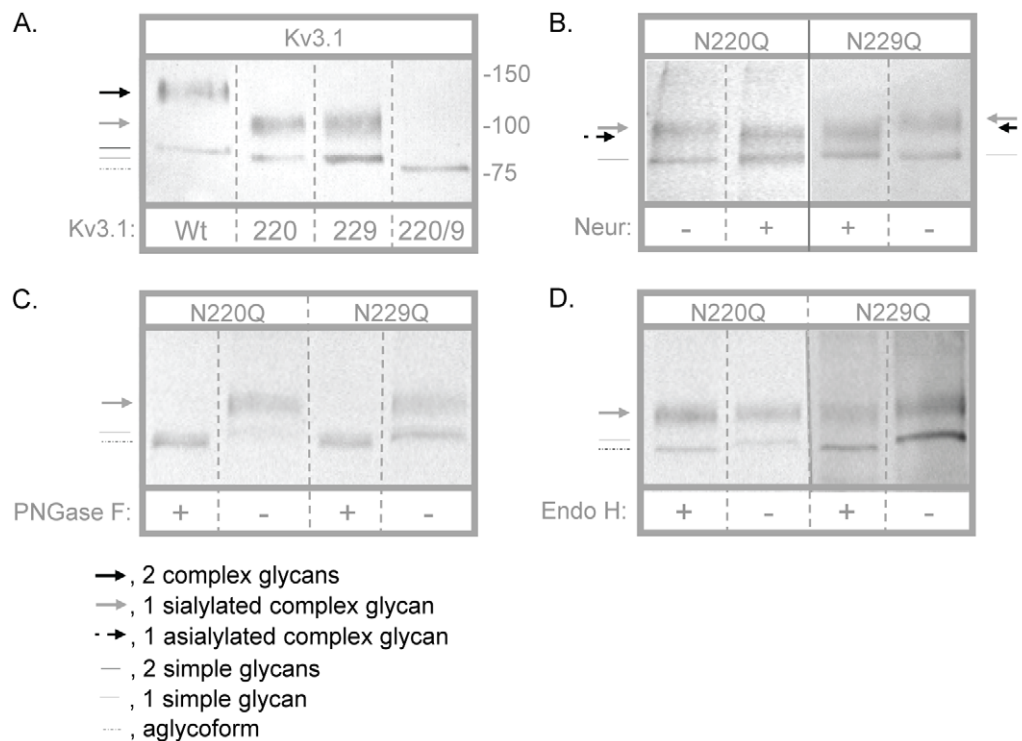 A.
Kv3.1
-150
-100
-75
Kv3.1: Wt 220 229 220/9
B.
N220Q N229Q
Neur: - + + -
C.
N220Q N229Q
PNGase F: + - + -
D.
N220Q N229Q
Endo H: + - + -
, 2 complex glycans
, 1 sialylated complex glycan
, 1 asialylated complex glycan
, 2 simple glycans
, 1 simple glycan
, aglycoform